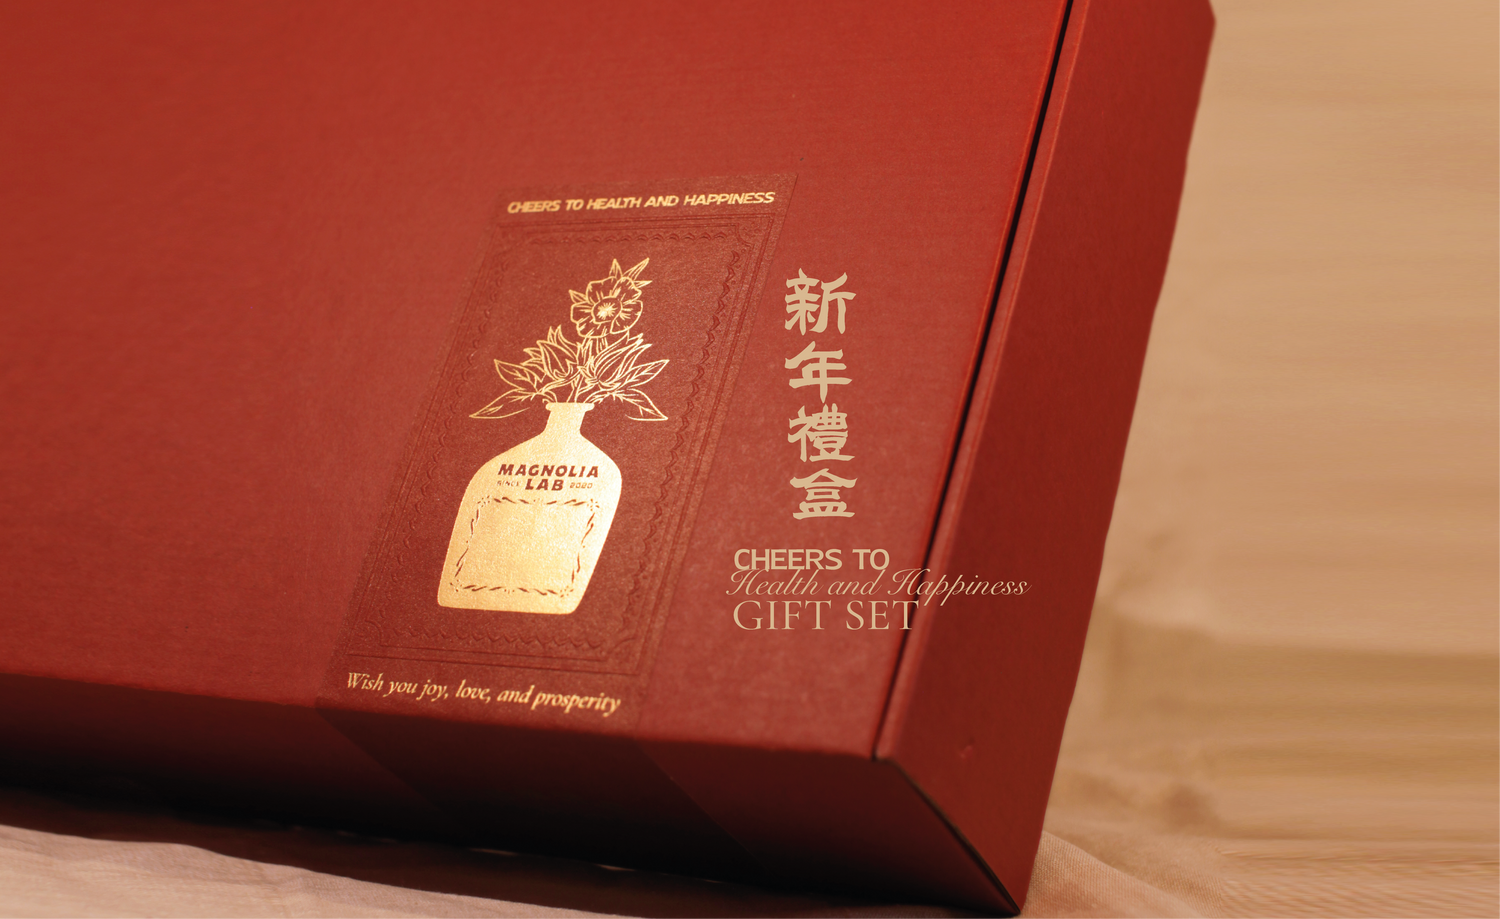 CHEERS TO HEALTH AND HAPPINESS
MAGNOLIA
SINCE LAB 2020
Wish you joy, love, and prosperity
新年禮盒
CHEERS TO
Health and Happiness
GIFT SET